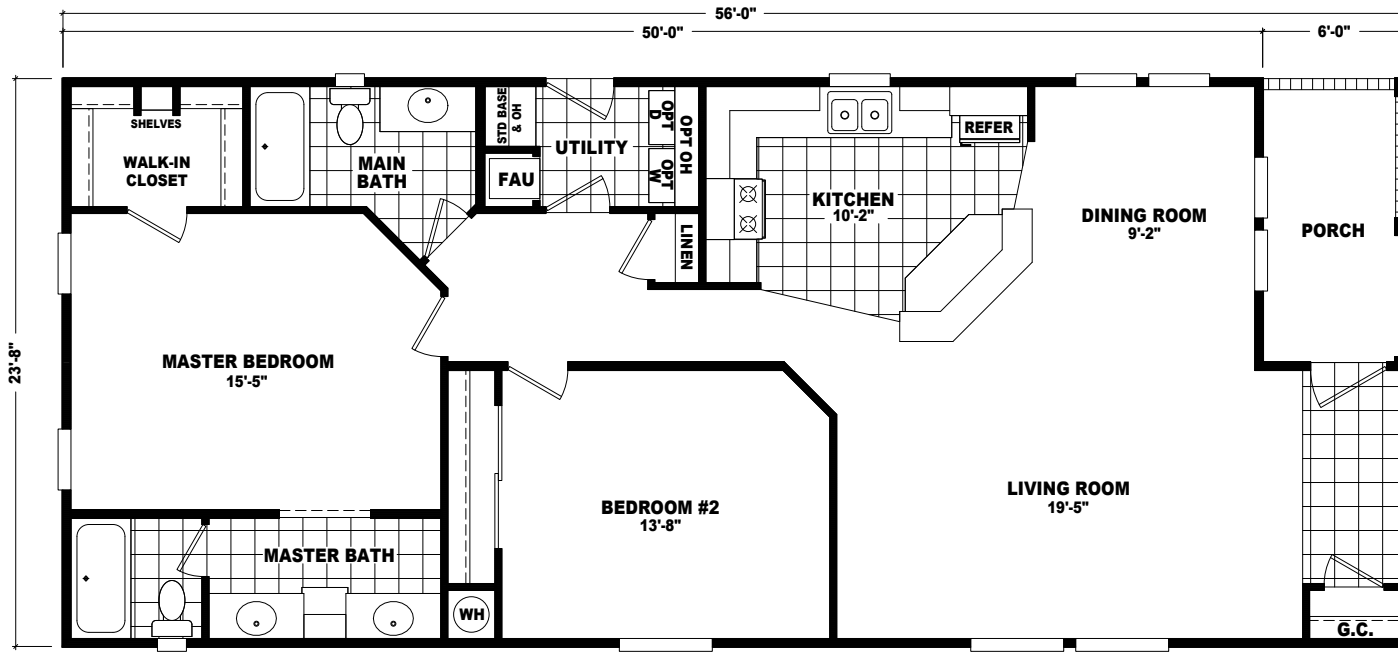 56'-0"
50'-0"
6'-0"
23'-8"
SHELVES
WALK-IN
CLOSET
MAIN
BATH
STD BASE
& OH
FAU
UTILITY
OPT
D
OPT
W
OPT OH
LINEN
KITCHEN
10'-2"
REFER
DINING ROOM
9'-2"
PORCH
MASTER BEDROOM
15'-5"
BEDROOM #2
13'-8"
LIVING ROOM
19'-5"
MASTER BATH
WH
G.C.